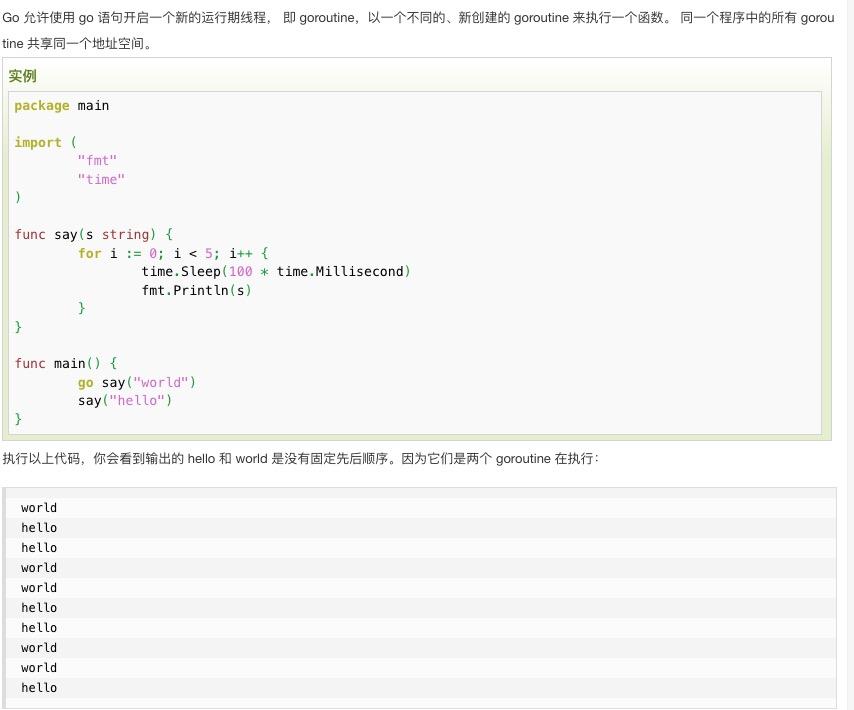 Go 允许使用 go 语句开启一个新的运行期线程， 即 goroutine，以一个不同的、新创建的 goroutine 来执行一个函数。 同一个程序中的所有 gorou
tine 共享同一个地址空间。
实例
package main
import (
        "fmt"
        "time"
)
func say(s string) {
        for i := 0; i < 5; i++ {
                time.Sleep(100 * time.Millisecond)
                fmt.Println(s)
        }
}
func main() {
        go say("world")
        say("hello")
}
执行以上代码，你会看到输出的 hello 和 world 是没有固定先后顺序。因为它们是两个 goroutine 在执行：
world
hello
hello
world
world
hello
hello
world
world
hello